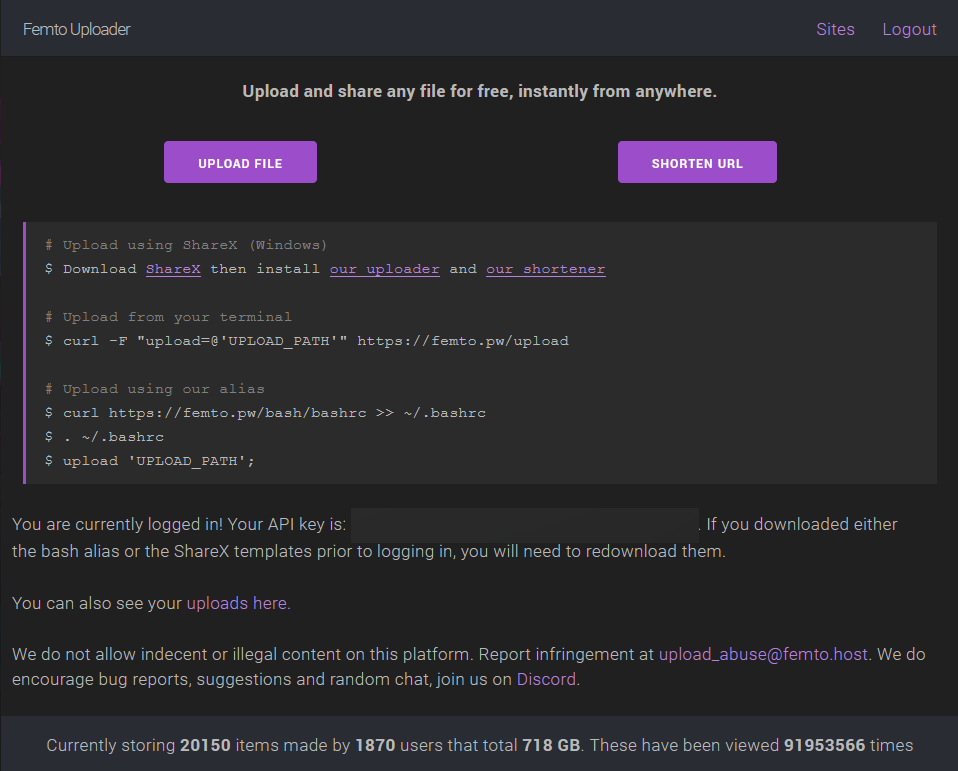 Femto Uploader
Sites
Logout
Upload and share any file for free, instantly from anywhere.
UPLOAD FILE
SHORTEN URL
# Upload using ShareX (Windows)
$ Download ShareX then install our uploader and our shortener
# Upload from your terminal
$ curl -F "upload=@'UPLOAD_PATH'" https://femto.pw/upload
# Upload using our alias
$ curl https://femto.pw/bash/bashrc >> ~/.bashrc
$ . ~/.bashrc
$ upload 'UPLOAD_PATH';
You are currently logged in! Your API key is: . If you downloaded either
the bash alias or the ShareX templates prior to logging in, you will need to redownload them.
You can also see your uploads here.
We do not allow indecent or illegal content on this platform. Report infringement at upload_abuse@femto.host. We do
encourage bug reports, suggestions and random chat, join us on Discord.
Currently storing 20150 items made by 1870 users that total 718 GB. These have been viewed 91953566 times